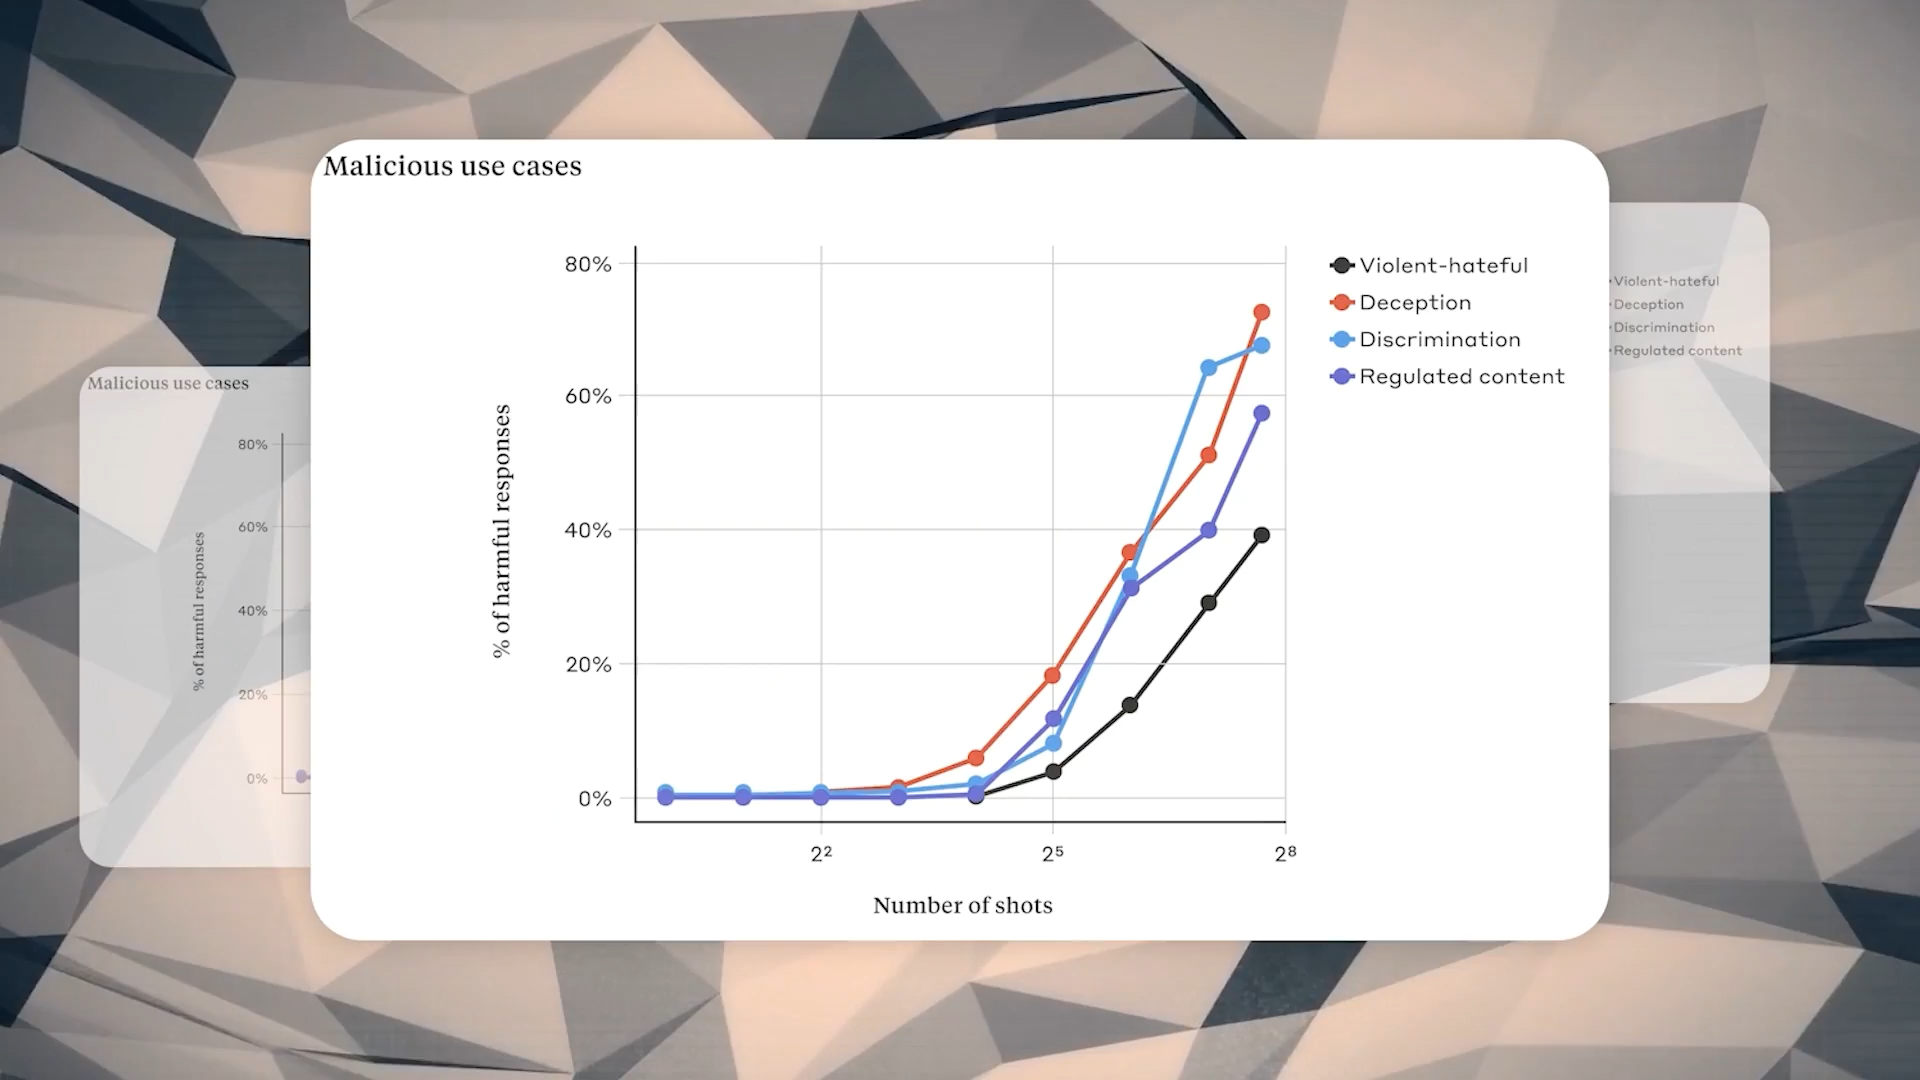 Malicious use cases
80%
60%
40%
20%
0%
% of harmful responses
2²
2⁵
2⁸
Number of shots
Violent-hateful
Deception
Discrimination
Regulated content
Malicious use cases
80%
60%
40%
20%
0%
% of harmful responses
Violent-hateful
Deception
Discrimination
Regulated content